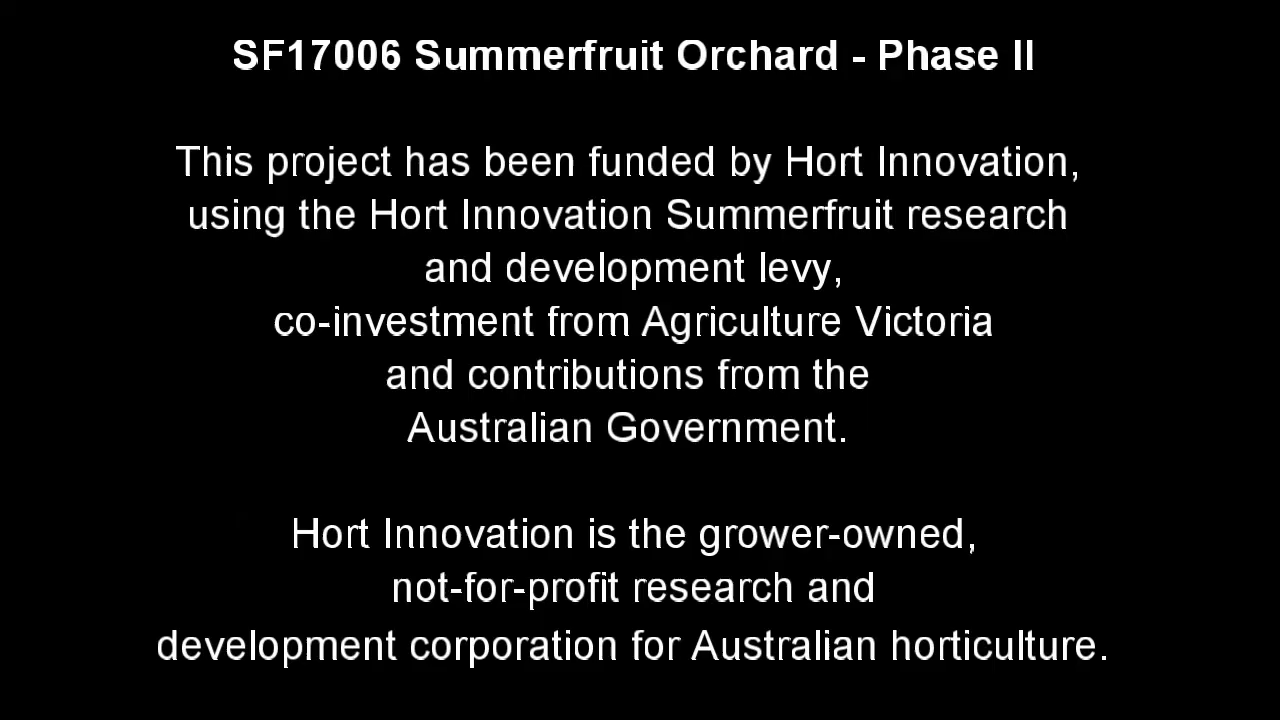 SF17006 Summerfruit Orchard - Phase II
This project has been funded by Hort Innovation,
using the Hort Innovation Summerfruit research
and development levy,
co-investment from Agriculture Victoria
and contributions from the
Australian Government.
Hort Innovation is the grower-owned,
not-for-profit research and
development corporation for Australian horticulture.